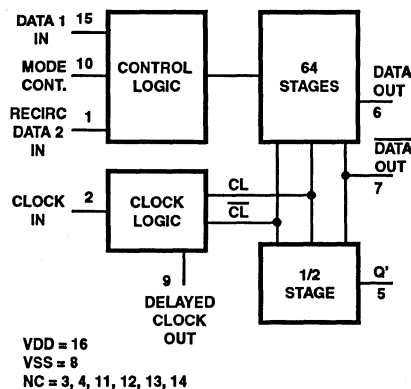 DATA 1 IN
15
MODE CONT.
10
RECIRC DATA 2 IN
1
CONTROL LOGIC
64 STAGES
DATA OUT
6
DATA OUT
7
CLOCK IN
2
CLOCK LOGIC
CL
CL
9
DELAYED CLOCK OUT
1/2 STAGE
Q'
5
VDD = 16
VSS = 8
NC = 3, 4, 11, 12, 13, 14